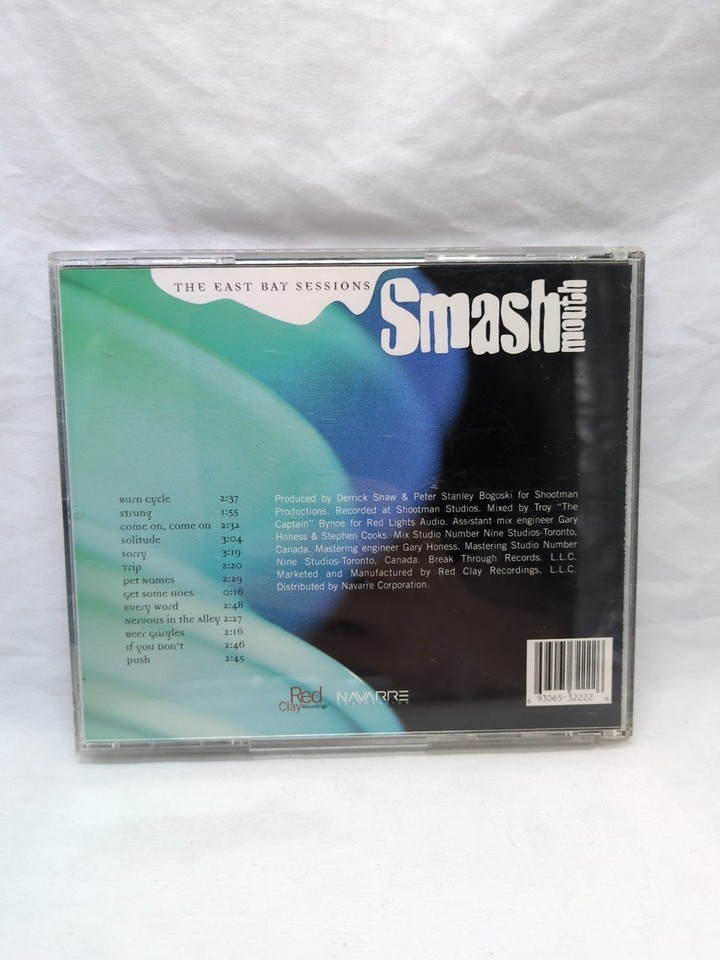 THE EAST BAY SESSIONS
Smash
mouth
Burn Cycle 2:37
Strung 1:55
Come on, Come on 2:32
Solitude 3:04
Sorry 3:19
Trip 2:20
Pet Names 2:29
Get Some Hoes 0:16
Every Word 2:48
Nervous in the Alley 2:27
Beer Gargles 2:16
If You Don't 2:46
Push 2:45
Produced by Derrick Shaw & Peter Stanley Bogoski for Shootman
Productions. Recorded at Shootman Studios. Mixed by Troy "The
Captain" Bynoe for Red Lights Audio. Assistant mix engineer Gary
Honess & Stephen Cooks. Mix Studio Number Nine Studios-Toronto,
Canada. Mastering engineer Gary Honess. Mastering Studio Number
Nine Studios-Toronto, Canada. Break Through Records. L.L.C.
Marketed and Manufactured by Red Clay Recordings, L.L.C.
Distributed by Navarre Corporation.
Red
Clay Recordings
NAVARRE
6 93065-32222 6